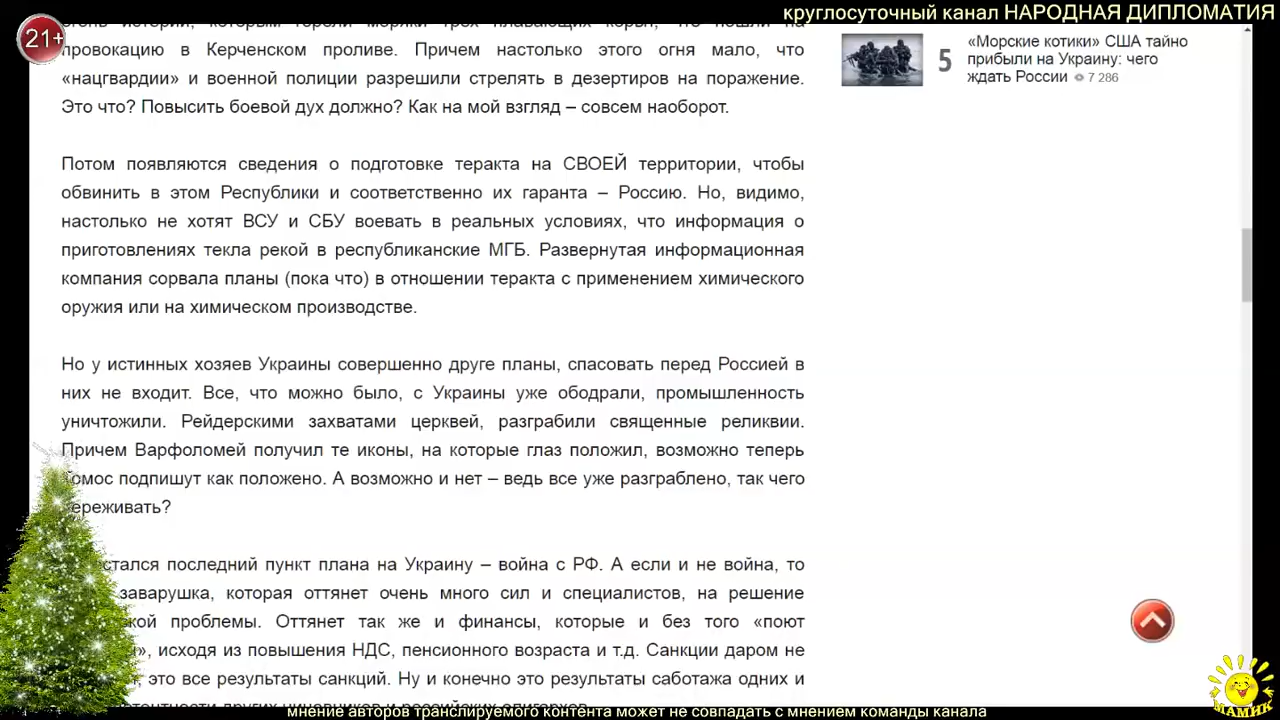 круглосуточный канал НАРОДНАЯ ДИПЛОМАТИЯ
21+
провокацию в Керченском проливе. Причем настолько этого огня мало, что
«нацгвардии» и военной полиции разрешили стрелять в дезертиров на поражение.
Это что? Повысить боевой дух должно? Как на мой взгляд – совсем наоборот.
Потом появляются сведения о подготовке теракта на СВОЕЙ территории, чтобы
обвинить в этом Республики и соответственно их гаранта – Россию. Но, видимо,
настолько не хотят ВСУ и СБУ воевать в реальных условиях, что информация о
приготовлениях текла рекой в республиканские МГБ. Развернутая информационная
компания сорвала планы (пока что) в отношении теракта с применением химического
оружия или на химическом производстве.
Но у истинных хозяев Украины совершенно друге планы, спасовать перед Россией в
них не входит. Все, что можно было, с Украины уже ободрали, промышленность
уничтожили. Рейдерскими захватами церквей, разграбили священные реликвии.
Причем Варфоломей получил те иконы, на которые глаз положил, возможно теперь
омос подпишут как положено. А возможно и нет – ведь все уже разграблено, так чего
ереживать?
стался последний пункт плана на Украину – война с РФ. А если и не война, то
заварушка, которая оттянет очень много сил и специалистов, на решение
кой проблемы. Оттянет так же и финансы, которые и без того «поют
», исходя из повышения НДС, пенсионного возраста и т.д. Санкции даром не
, это все результаты санкций. Ну и конечно это результаты саботажа одних и
5
«Морские котики» США тайно
прибыли на Украину: чего
ждать России 7 286
МАМИК
мнение авторов транслируемого контента может не совпадать с мнением команды канала